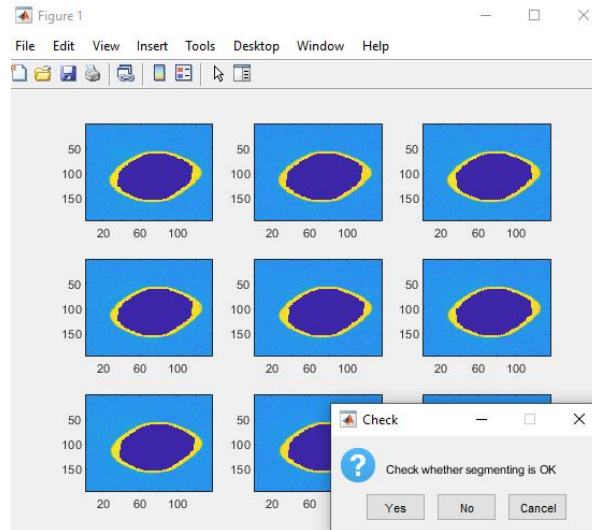 Figure 1
File Edit View Insert Tools Desktop Window Help
50 50 50
100 100 100
150 150 150
20 60 100 20 60 100 20 60 100
50 50 50
100 100 100
150 150 150
20 60 100 20 60 100 20 60 100
50 50
100 100
150 150
20 60 100 20 60
Check
Check whether segmenting is OK
Yes No Cancel